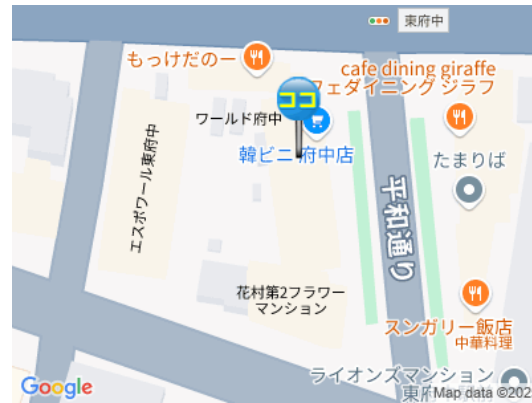 東府中
もっけだのー
cafe dining giraffe
フェダイニング ジラフ
ココ
ワールド府中
韓ビニ 府中店
たまりば
エスポワール東府中
平和通り
花村第2フラワー
マンション
スンガリー飯店
中華料理
ライオンズマンション
東府中
Google
Map data ©202